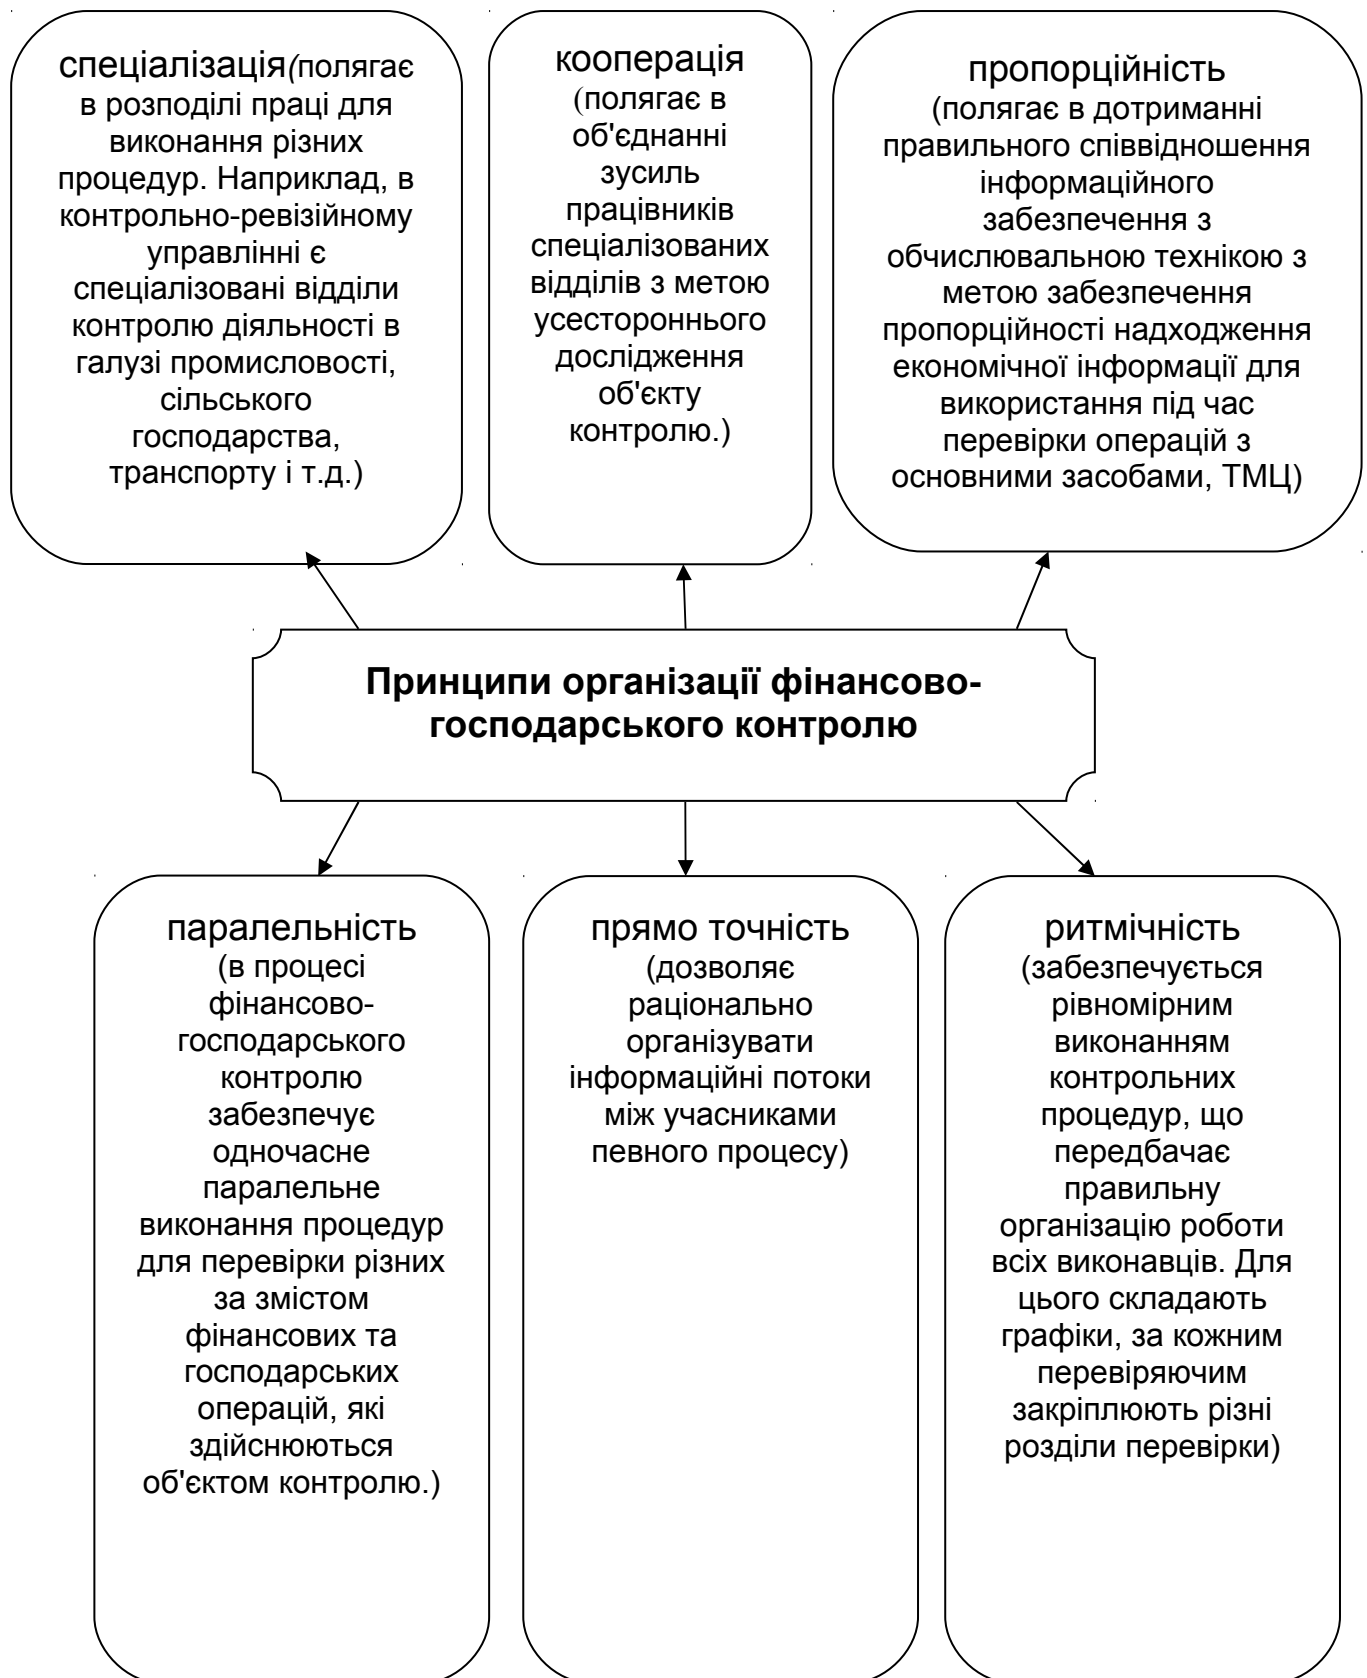 спеціалізація(полягає
в розподілі праці для
виконання різних
процедур. Наприклад, в
контрольно-ревізійному
управлінні є
спеціалізовані відділи
контролю діяльності в
галузі промисловості,
сільського
господарства,
транспорту і т.д.)
кооперація
(полягає в
об'єднанні
зусиль
працівників
спеціалізованих
відділів з метою
усестороннього
дослідження
об'єкту
контролю.)
пропорційність
(полягає в дотриманні
правильного співвідношення
інформаційного
забезпечення з
обчислювальною технікою з
метою забезпечення
пропорційності надходження
економічної інформації для
використання під час
перевірки операцій з
основними засобами, ТМЦ)
Принципи організації фінансово-
господарського контролю
паралельність
(в процесі
фінансово-
господарського
контролю
забезпечує
одночасне
паралельне
виконання процедур
для перевірки різних
за змістом
фінансових та
господарських
операцій, які
здійснюються
об'єктом контролю.)
прямо точність
(дозволяє
раціонально
організувати
інформаційні потоки
між учасниками
певного процесу)
ритмічність
(забезпечується
рівномірним
виконанням
контрольних
процедур, що
передбачає
правильну
організацію роботи
всіх виконавців. Для
цього складають
графіки, за кожним
перевіряючим
закріплюють різні
розділи перевірки)